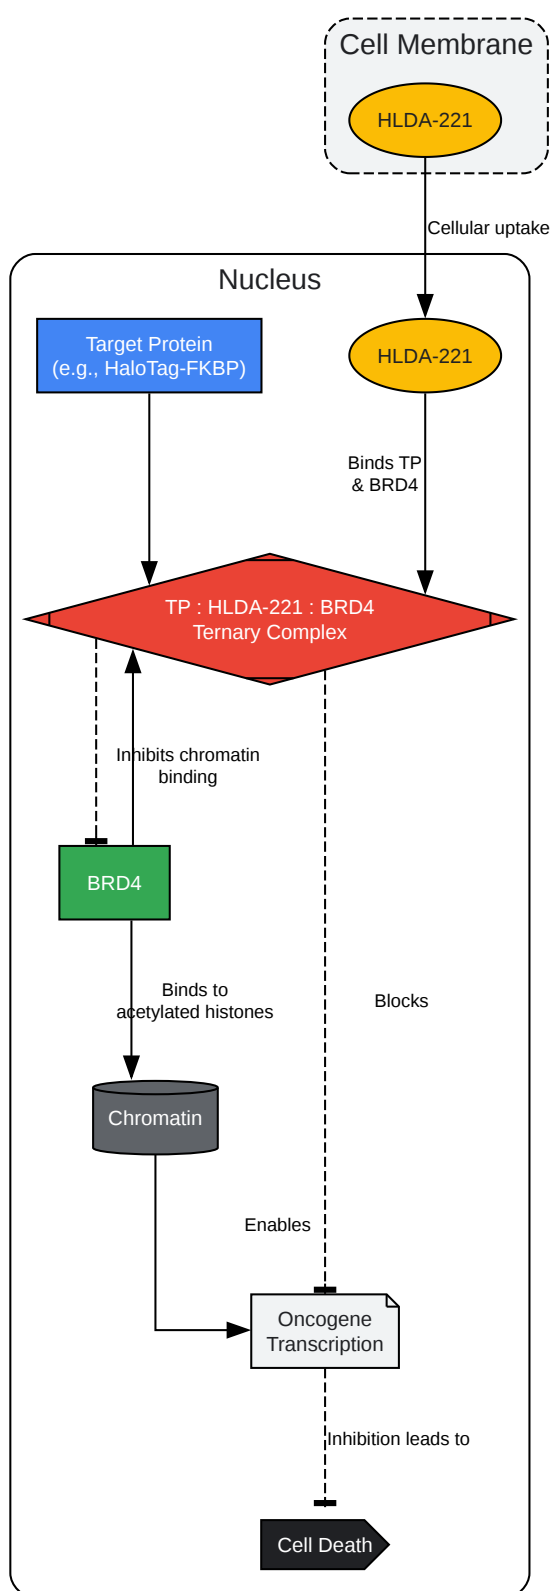 Cell Membrane
HLDA-221
Cellular uptake
Nucleus
Target Protein
(e.g., HaloTag-FKBP)
HLDA-221
Binds TP
& BRD4
TP : HLDA-221 : BRD4
Ternary Complex
Inhibits chromatin
binding
BRD4
Binds to
acetylated histones
Blocks
Chromatin
Enables
Oncogene
Transcription
Inhibition leads to
Cell Death